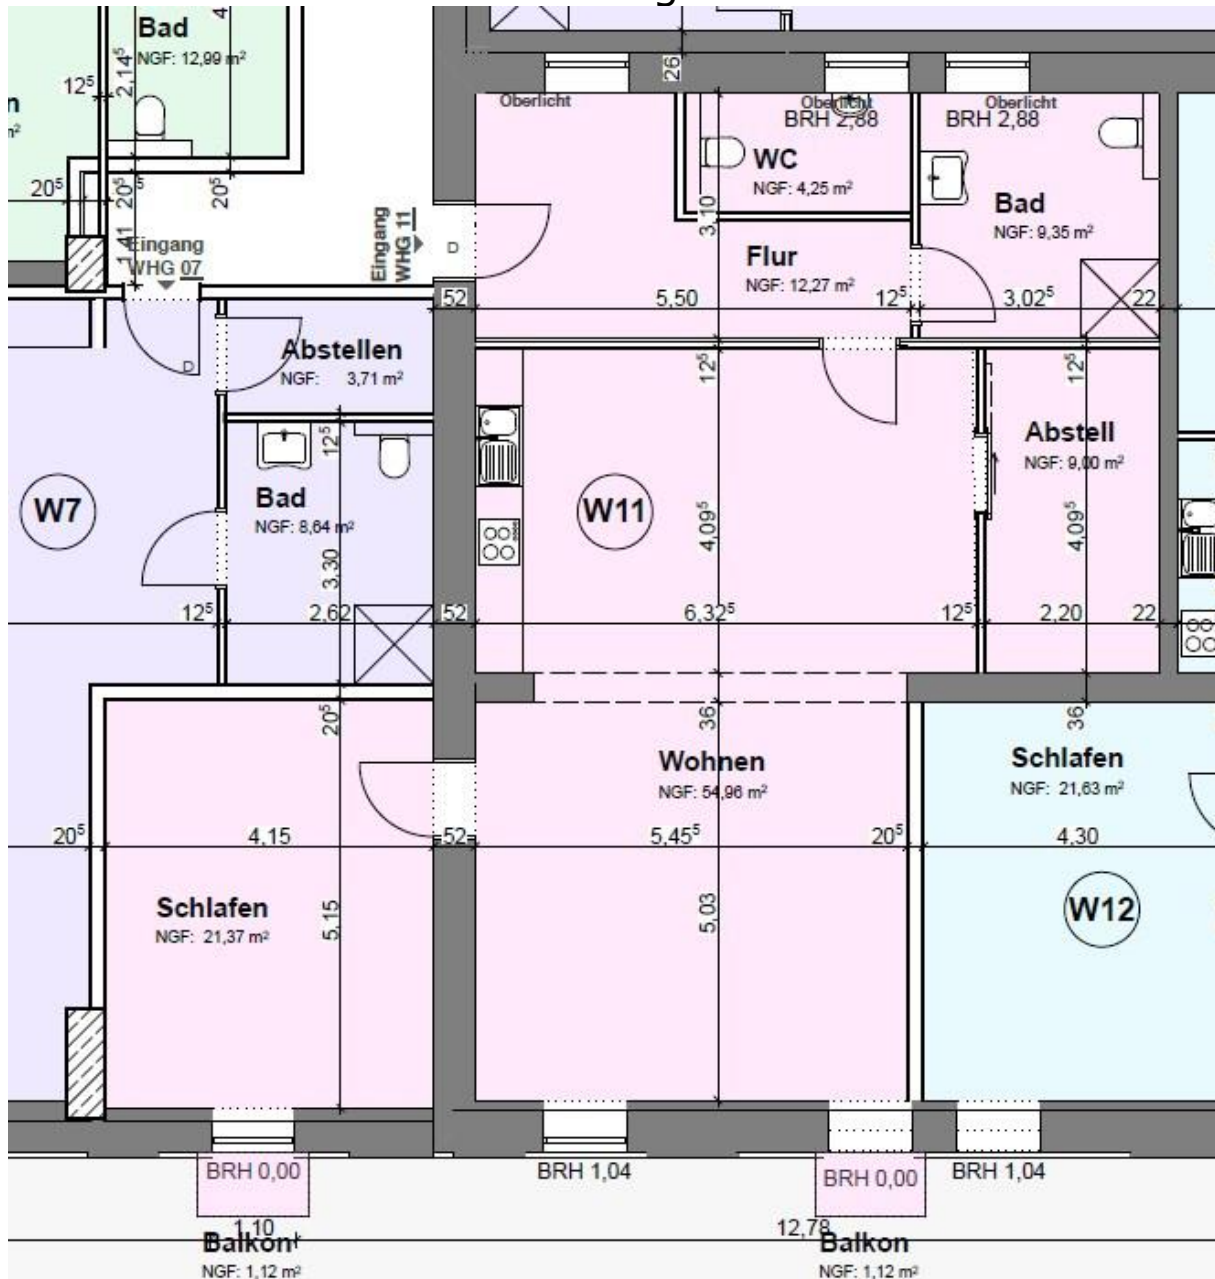 Bad
NGF: 12,99 m²
4
2,14⁵
12⁵
n
m²
20⁵
20⁵
5
20⁵
1,41
Eingang
WHG 07
Eingang
WHG 11
D
26
Oberlicht
Oberlicht
BRH 2,88
Oberlicht
BRH 2,88
WC
NGF: 4,25 m²
Bad
NGF: 9,35 m²
3,10
Flur
NGF: 12,27 m²
52
5,50
12⁵
3,02⁵
22
D
Abstellen
NGF: 3,71 m²
12⁵
12⁵
12⁵
Abstell
NGF: 9,00 m²
W7
Bad
NGF: 8,64 m²
W11
4,09⁵
4,09⁵
3,30
12⁵
2,62
52
6,32⁵
12⁵
2,20
22
20⁵
36
36
Wohnen
NGF: 54,96 m²
Schlafen
NGF: 21,63 m²
20⁵
4,15
52
5,45⁵
20⁵
4,30
Schlafen
NGF: 21,37 m²
5,15
5,03
W12
BRH 0,00
BRH 1,04
BRH 0,00
BRH 1,04
1,10
12,78
Balkon
NGF: 1,12 m²
Balkon
NGF: 1,12 m²